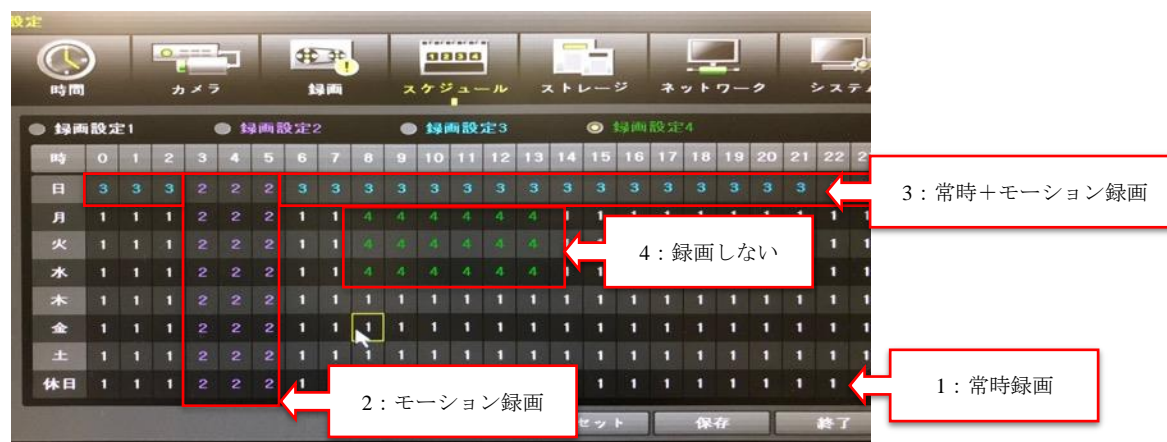 設定
時間 カメラ 録画 スケジュール ストレージ ネットワーク システム
録画設定1 録画設定2 録画設定3 録画設定4
時 0 1 2 3 4 5 6 7 8 9 10 11 12 13 14 15 16 17 18 19 20 21 22
日 3 3 3 2 2 2 3 3 3 3 3 3 3 3 3 3 3 3 3 3 3 3
3：常時＋モーション録画
月 1 1 1 2 2 2 1 1 4 4 4 4 4 4 1 1 1 1 1 1 1 1 1 1
火 1 1 1 2 2 2 1 1 4 4 4 4 4 4 1 1
4：録画しない
水 1 1 1 2 2 2 1 1 4 4 4 4 4 4 1 1
木 1 1 1 2 2 2 1 1 1 1 1 1 1 1 1 1 1 1 1 1 1 1 1 1
金 1 1 1 2 2 2 1 1 1 1 1 1 1 1 1 1 1 1 1 1 1 1 1 1
土 1 1 1 2 2 2 1 1 1 1 1 1 1 1 1 1 1 1 1 1 1 1 1 1
休日 1 1 1 2 2 2 1 1 1 1 1 1 1 1 1
1：常時録画
2：モーション録画
セット 保存 終了